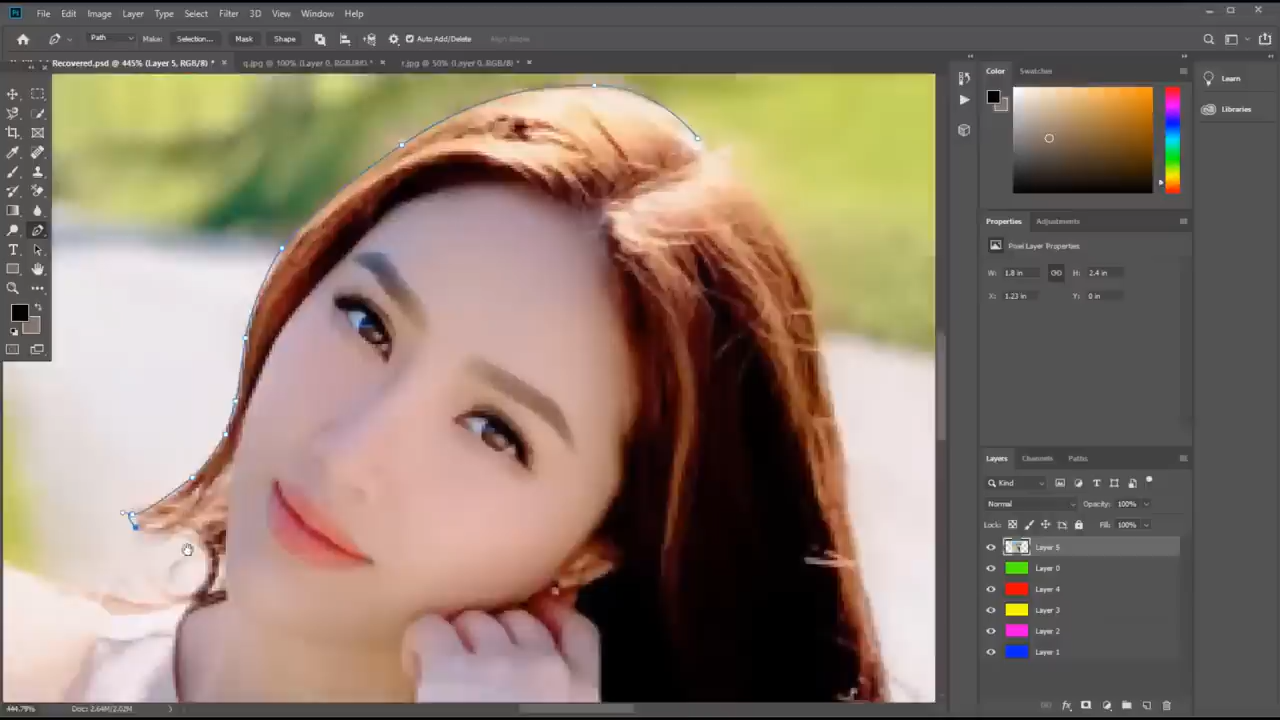 Ps File Edit Image Layer Type Select Filter 3D View Window Help
Path Make: Selection... Mask Shape Auto Add/Delete Align Above
Recovered.psd @ 445% (Layer 5, RGB/8) * q.jpg @ 100% (Layer 0, RGB/8) * r.jpg @ 50% (Layer 0, RGB/8) *
Color Swatches
Learn
Libraries
Properties Adjustments
Pixel Layer Properties
W: 1.8 in H: 2.4 in
X: 1.23 in Y: 0 in
Layers Channels Paths
Kind
Normal Opacity: 100%
Lock: Fill: 100%
Layer 5
Layer 0
Layer 4
Layer 3
Layer 2
Layer 1
444.79% Doc: 2.64M/2.02M